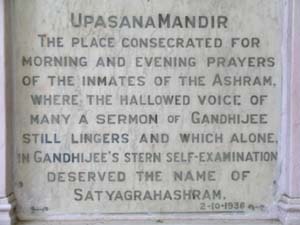 UPASANAMANDIR
THE PLACE CONSECRATED FOR
MORNING AND EVENING PRAYERS
OF THE INMATES OF THE ASHRAM,
WHERE THE HALLOWED VOICE OF
MANY A SERMON OF GANDHIJEE
STILL LINGERS AND WHICH ALONE,
IN GANDHIJEE'S STERN SELF-EXAMINATION
DESERVED THE NAME OF
SATYAGRAHASHRAM.
2-10-1936